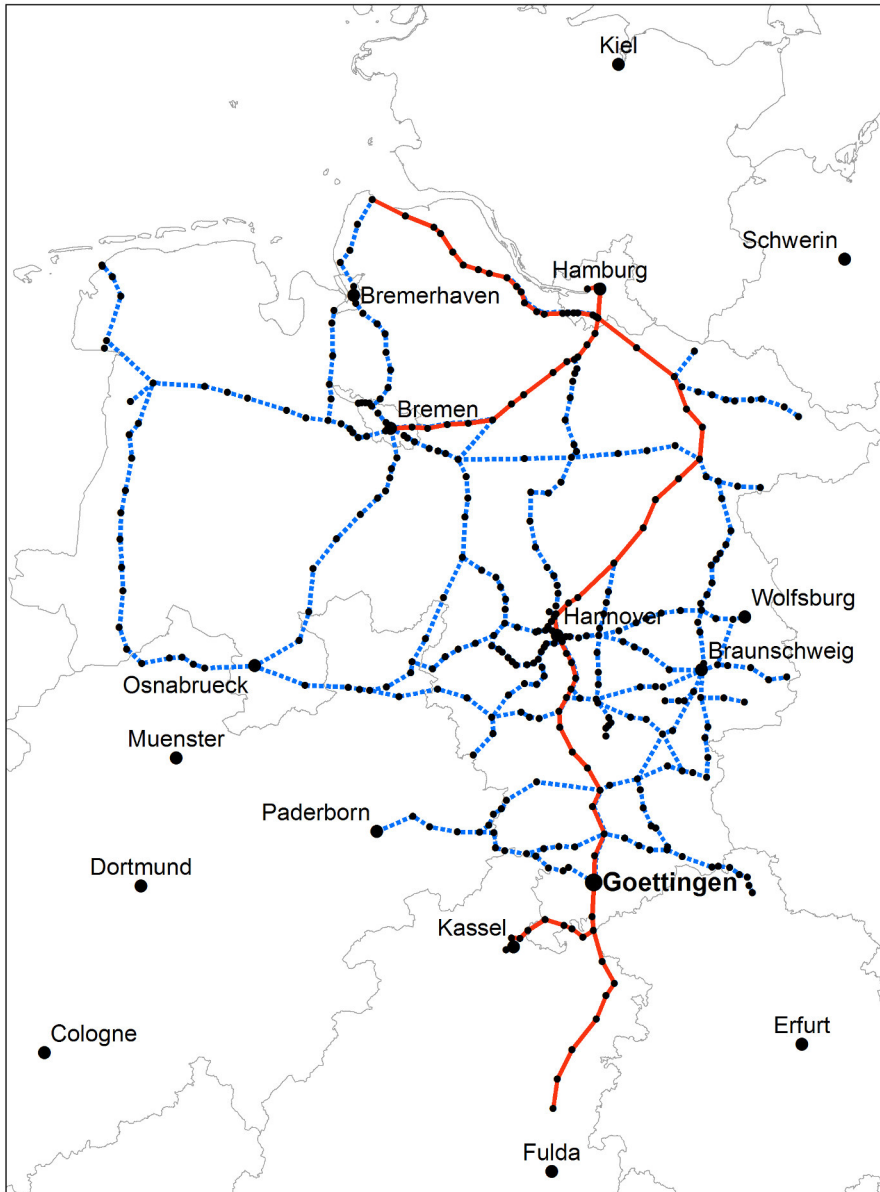 Kiel
Schwerin
Hamburg
Bremerhaven
Bremen
Wolfsburg
Hannover
Braunschweig
Osnabrueck
Muenster
Paderborn
Dortmund
Goettingen
Kassel
Cologne
Erfurt
Fulda